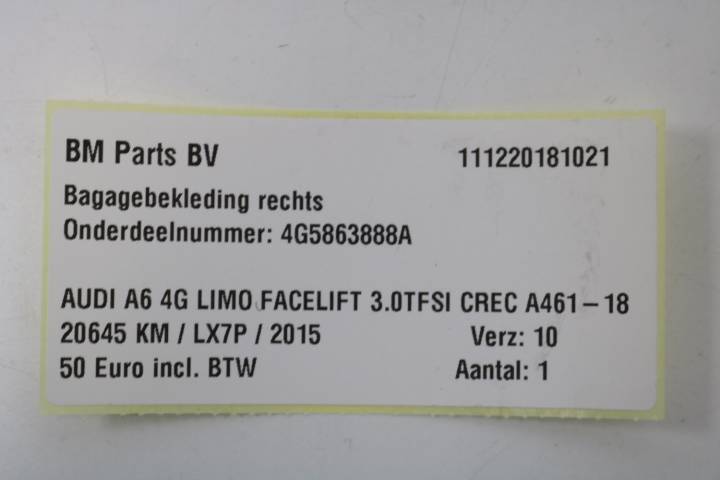 BM Parts BV 111220181021
Bagagebekleding rechts
Onderdeelnummer: 4G5863888A
AUDI A6 4G LIMO FACELIFT 3.0TFSI CREC A461-18
20645 KM / LX7P / 2015 Verz: 10
50 Euro incl. BTW Aantal: 1